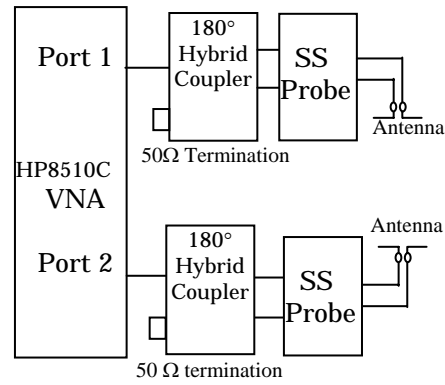 Port 1
180°
Hybrid
Coupler
SS
Probe
Antenna
50Ω Termination
HP8510C
VNA
Port 2
180°
Hybrid
Coupler
SS
Probe
Antenna
50 Ω termination